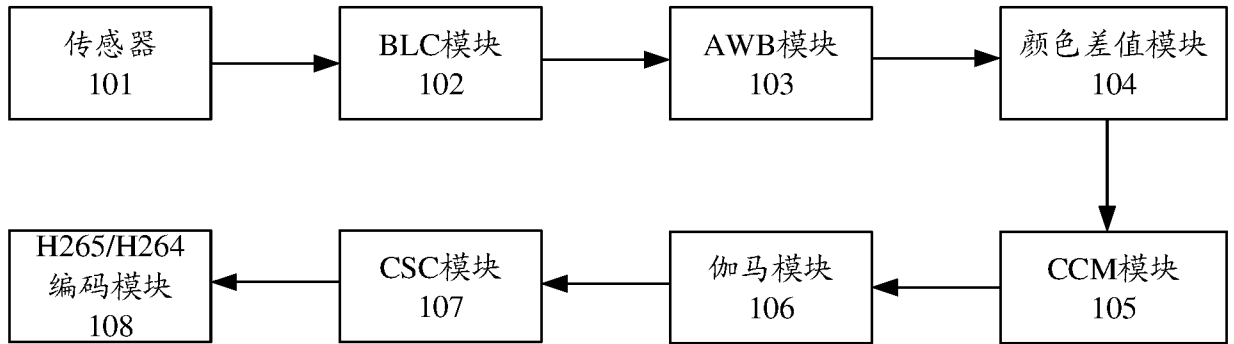 传感器
101
BLC模块
102
AWB模块
103
颜色差值模块
104
H265/H264
编码模块
108
CSC模块
107
伽马模块
106
CCM模块
105